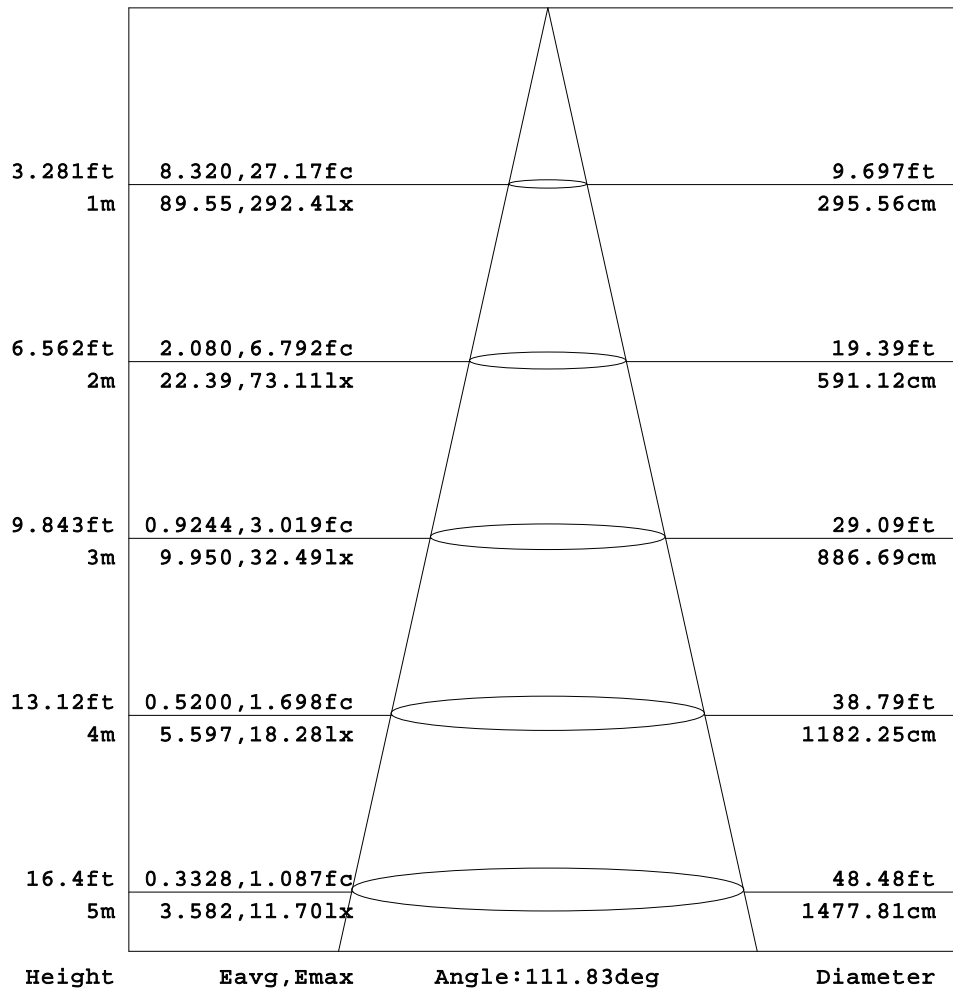 3.281ft 8.320,27.17fc 9.697ft
1m 89.55,292.4lx 295.56cm
6.562ft 2.080,6.792fc 19.39ft
2m 22.39,73.11lx 591.12cm
9.843ft 0.9244,3.019fc 29.09ft
3m 9.950,32.49lx 886.69cm
13.12ft 0.5200,1.698fc 38.79ft
4m 5.597,18.28lx 1182.25cm
16.4ft 0.3328,1.087fc 48.48ft
5m 3.582,11.70lx 1477.81cm
Height Eavg,Emax Angle:111.83deg Diameter